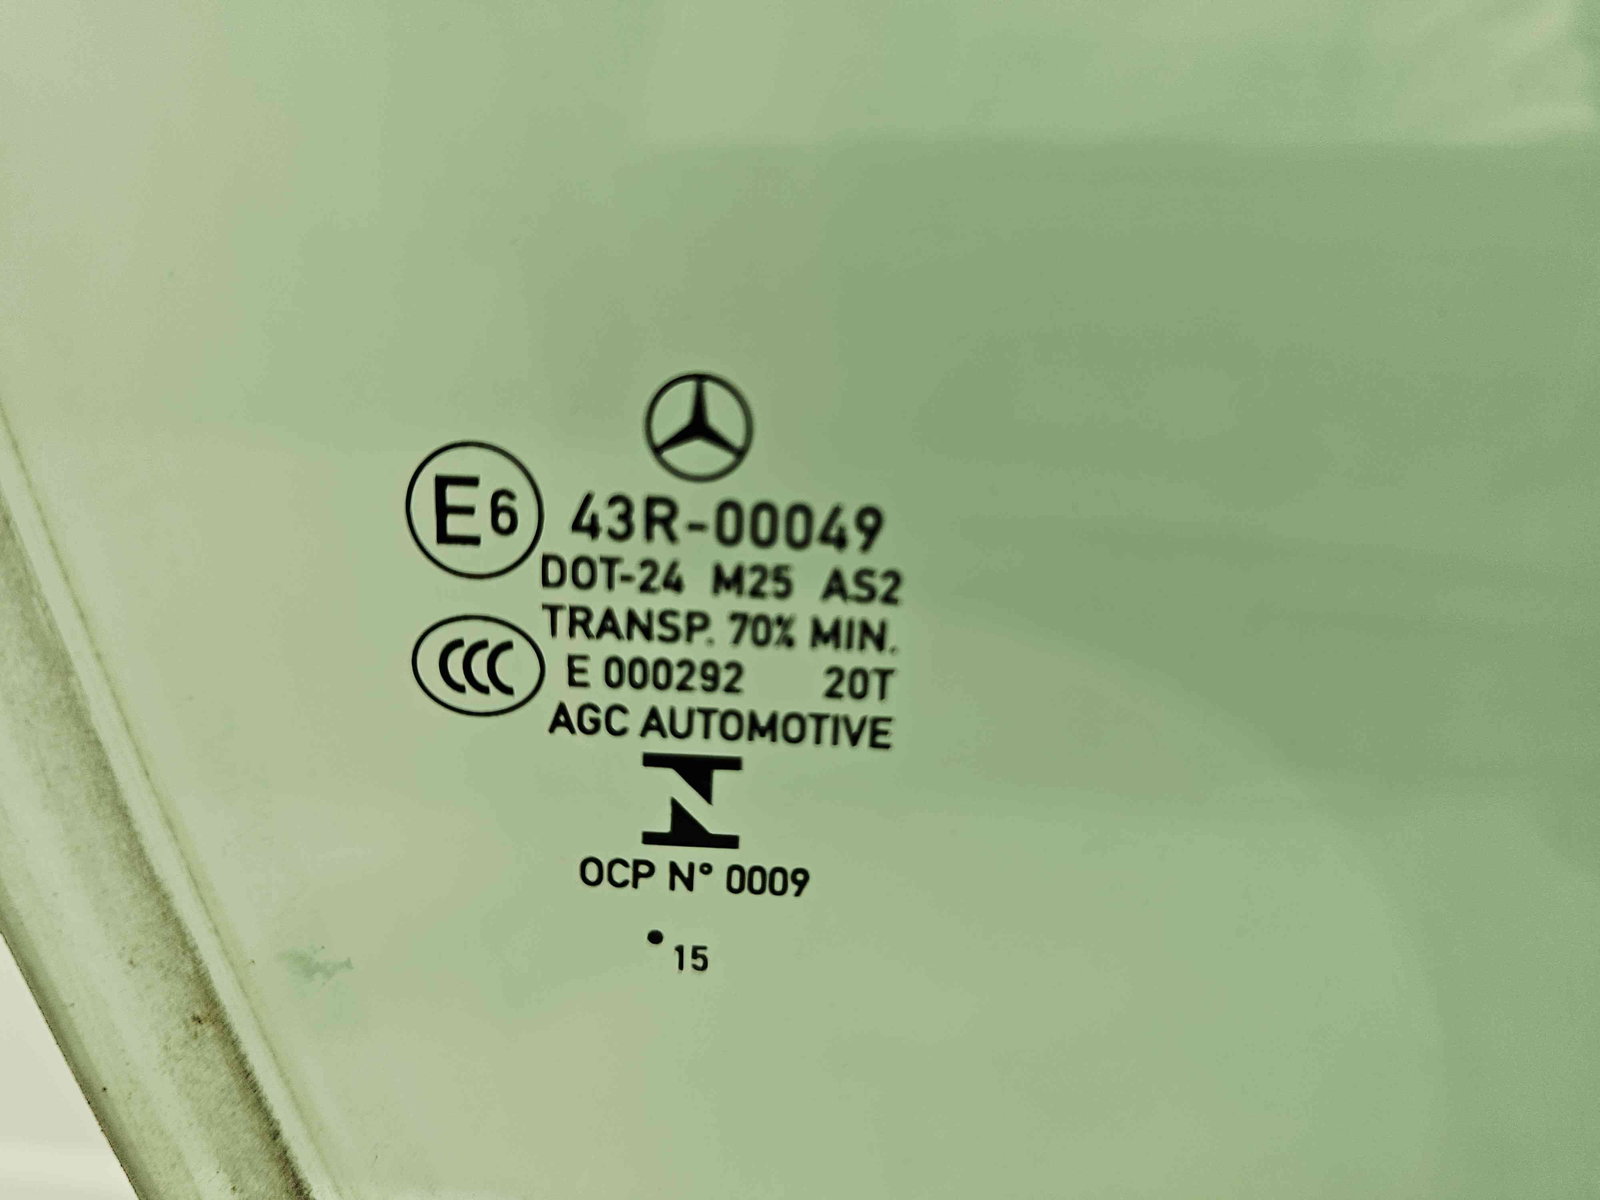 E6 43R-00049
DOT-24 M25 AS2
TRANSP. 70% MIN.
CCC E 000292 20T
AGC AUTOMOTIVE
OCP N° 0009
•15